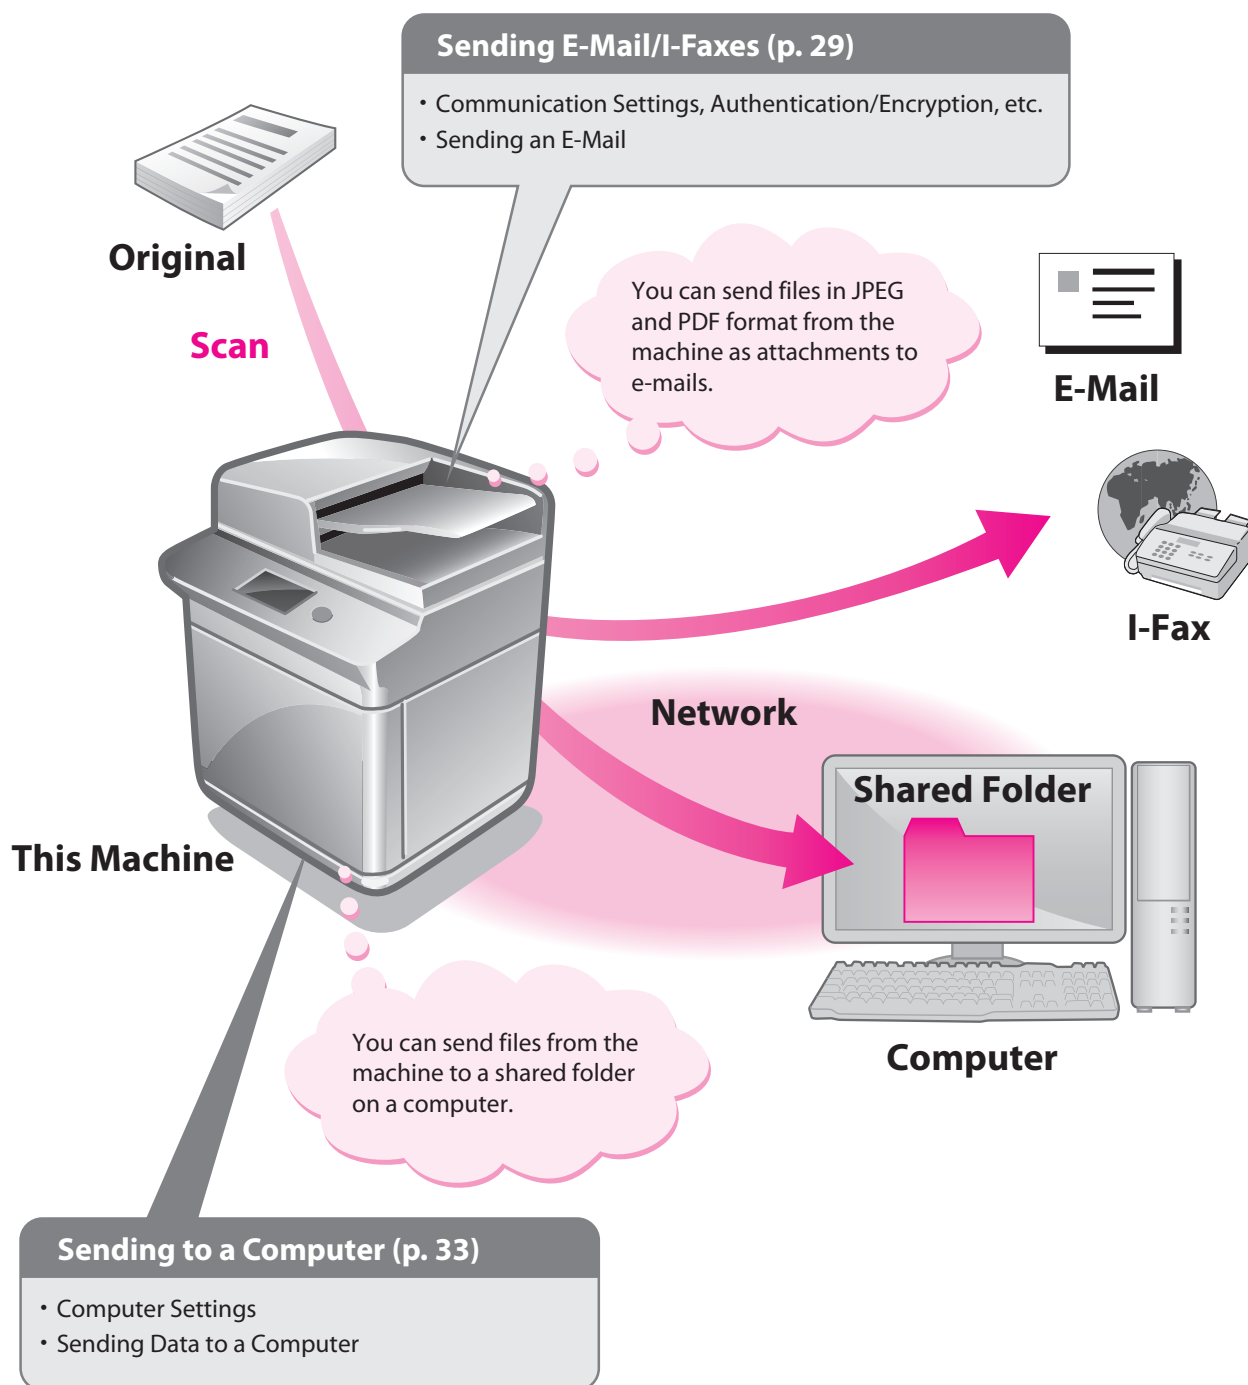 Sending E-Mail/I-Faxes (p. 29)
・Communication Settings, Authentication/Encryption, etc.
・Sending an E-Mail
Original
Scan
You can send files in JPEG
and PDF format from the
machine as attachments to
e-mails.
E-Mail
I-Fax
Network
Shared Folder
This Machine
Computer
You can send files from the
machine to a shared folder
on a computer.
Sending to a Computer (p. 33)
・Computer Settings
・Sending Data to a Computer